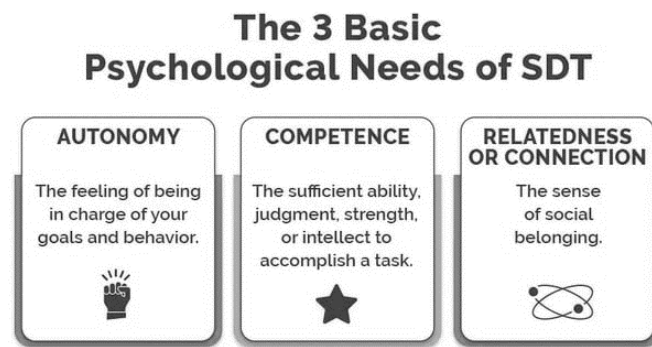 The 3 Basic
Psychological Needs of SDT
AUTONOMY
The feeling of being
in charge of your
goals and behavior.
COMPETENCE
The sufficient ability,
judgment, strength,
or intellect to
accomplish a task.
RELATEDNESS
OR CONNECTION
The sense
of social
belonging.